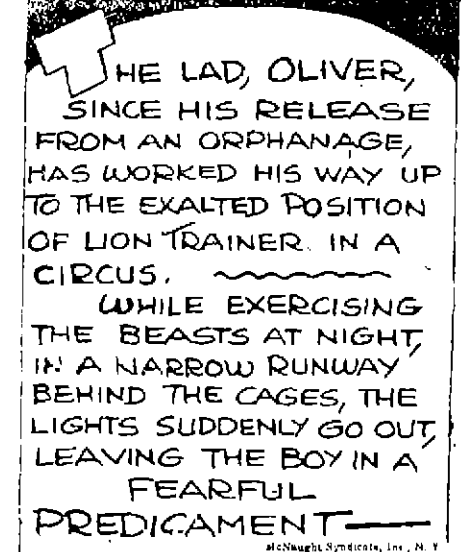 THE LAD, OLIVER,
SINCE HIS RELEASE
FROM AN ORPHANAGE,
HAS WORKED HIS WAY UP
TO THE EXALTED POSITION
OF LION TRAINER IN A
CIRCUS.
WHILE EXERCISING
THE BEASTS AT NIGHT,
IN A NARROW RUNWAY
BEHIND THE CAGES, THE
LIGHTS SUDDENLY GO OUT,
LEAVING THE BOY IN A
FEARFUL
PREDICAMENT—
McNaught Syndicate, Inc., N. Y.